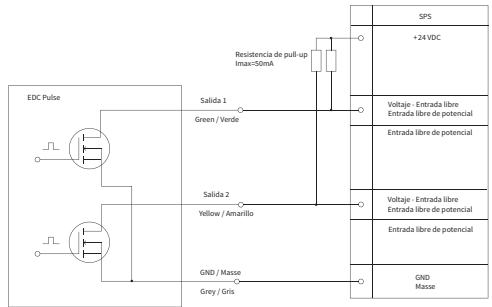 SPS
+24 VDC
Resistencia de pull-up
Imax=50mA
EDC Pulse
Salida 1
Green / Verde
Voltaje - Entrada libre
Entrada libre de potencial
Entrada libre de potencial
Salida 2
Yellow / Amarillo
Voltaje - Entrada libre
Entrada libre de potencial
Entrada libre de potencial
GND / Masse
Grey / Gris
GND
Masse